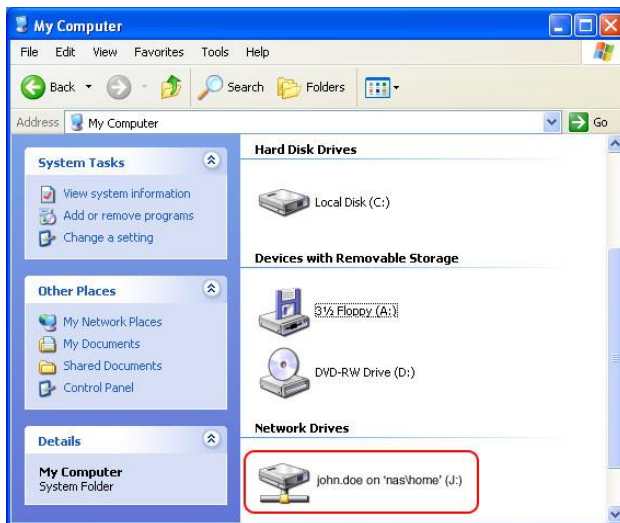 My Computer
File Edit View Favorites Tools Help
Back Search Folders
Address My Computer Go
System Tasks
View system information
Add or remove programs
Change a setting
Other Places
My Network Places
My Documents
Shared Documents
Control Panel
Details
My Computer
System Folder
Hard Disk Drives
Local Disk (C:)
Devices with Removable Storage
3½ Floppy (A:)
DVD-RW Drive (D:)
Network Drives
john.doe on 'nas\home' (J:)